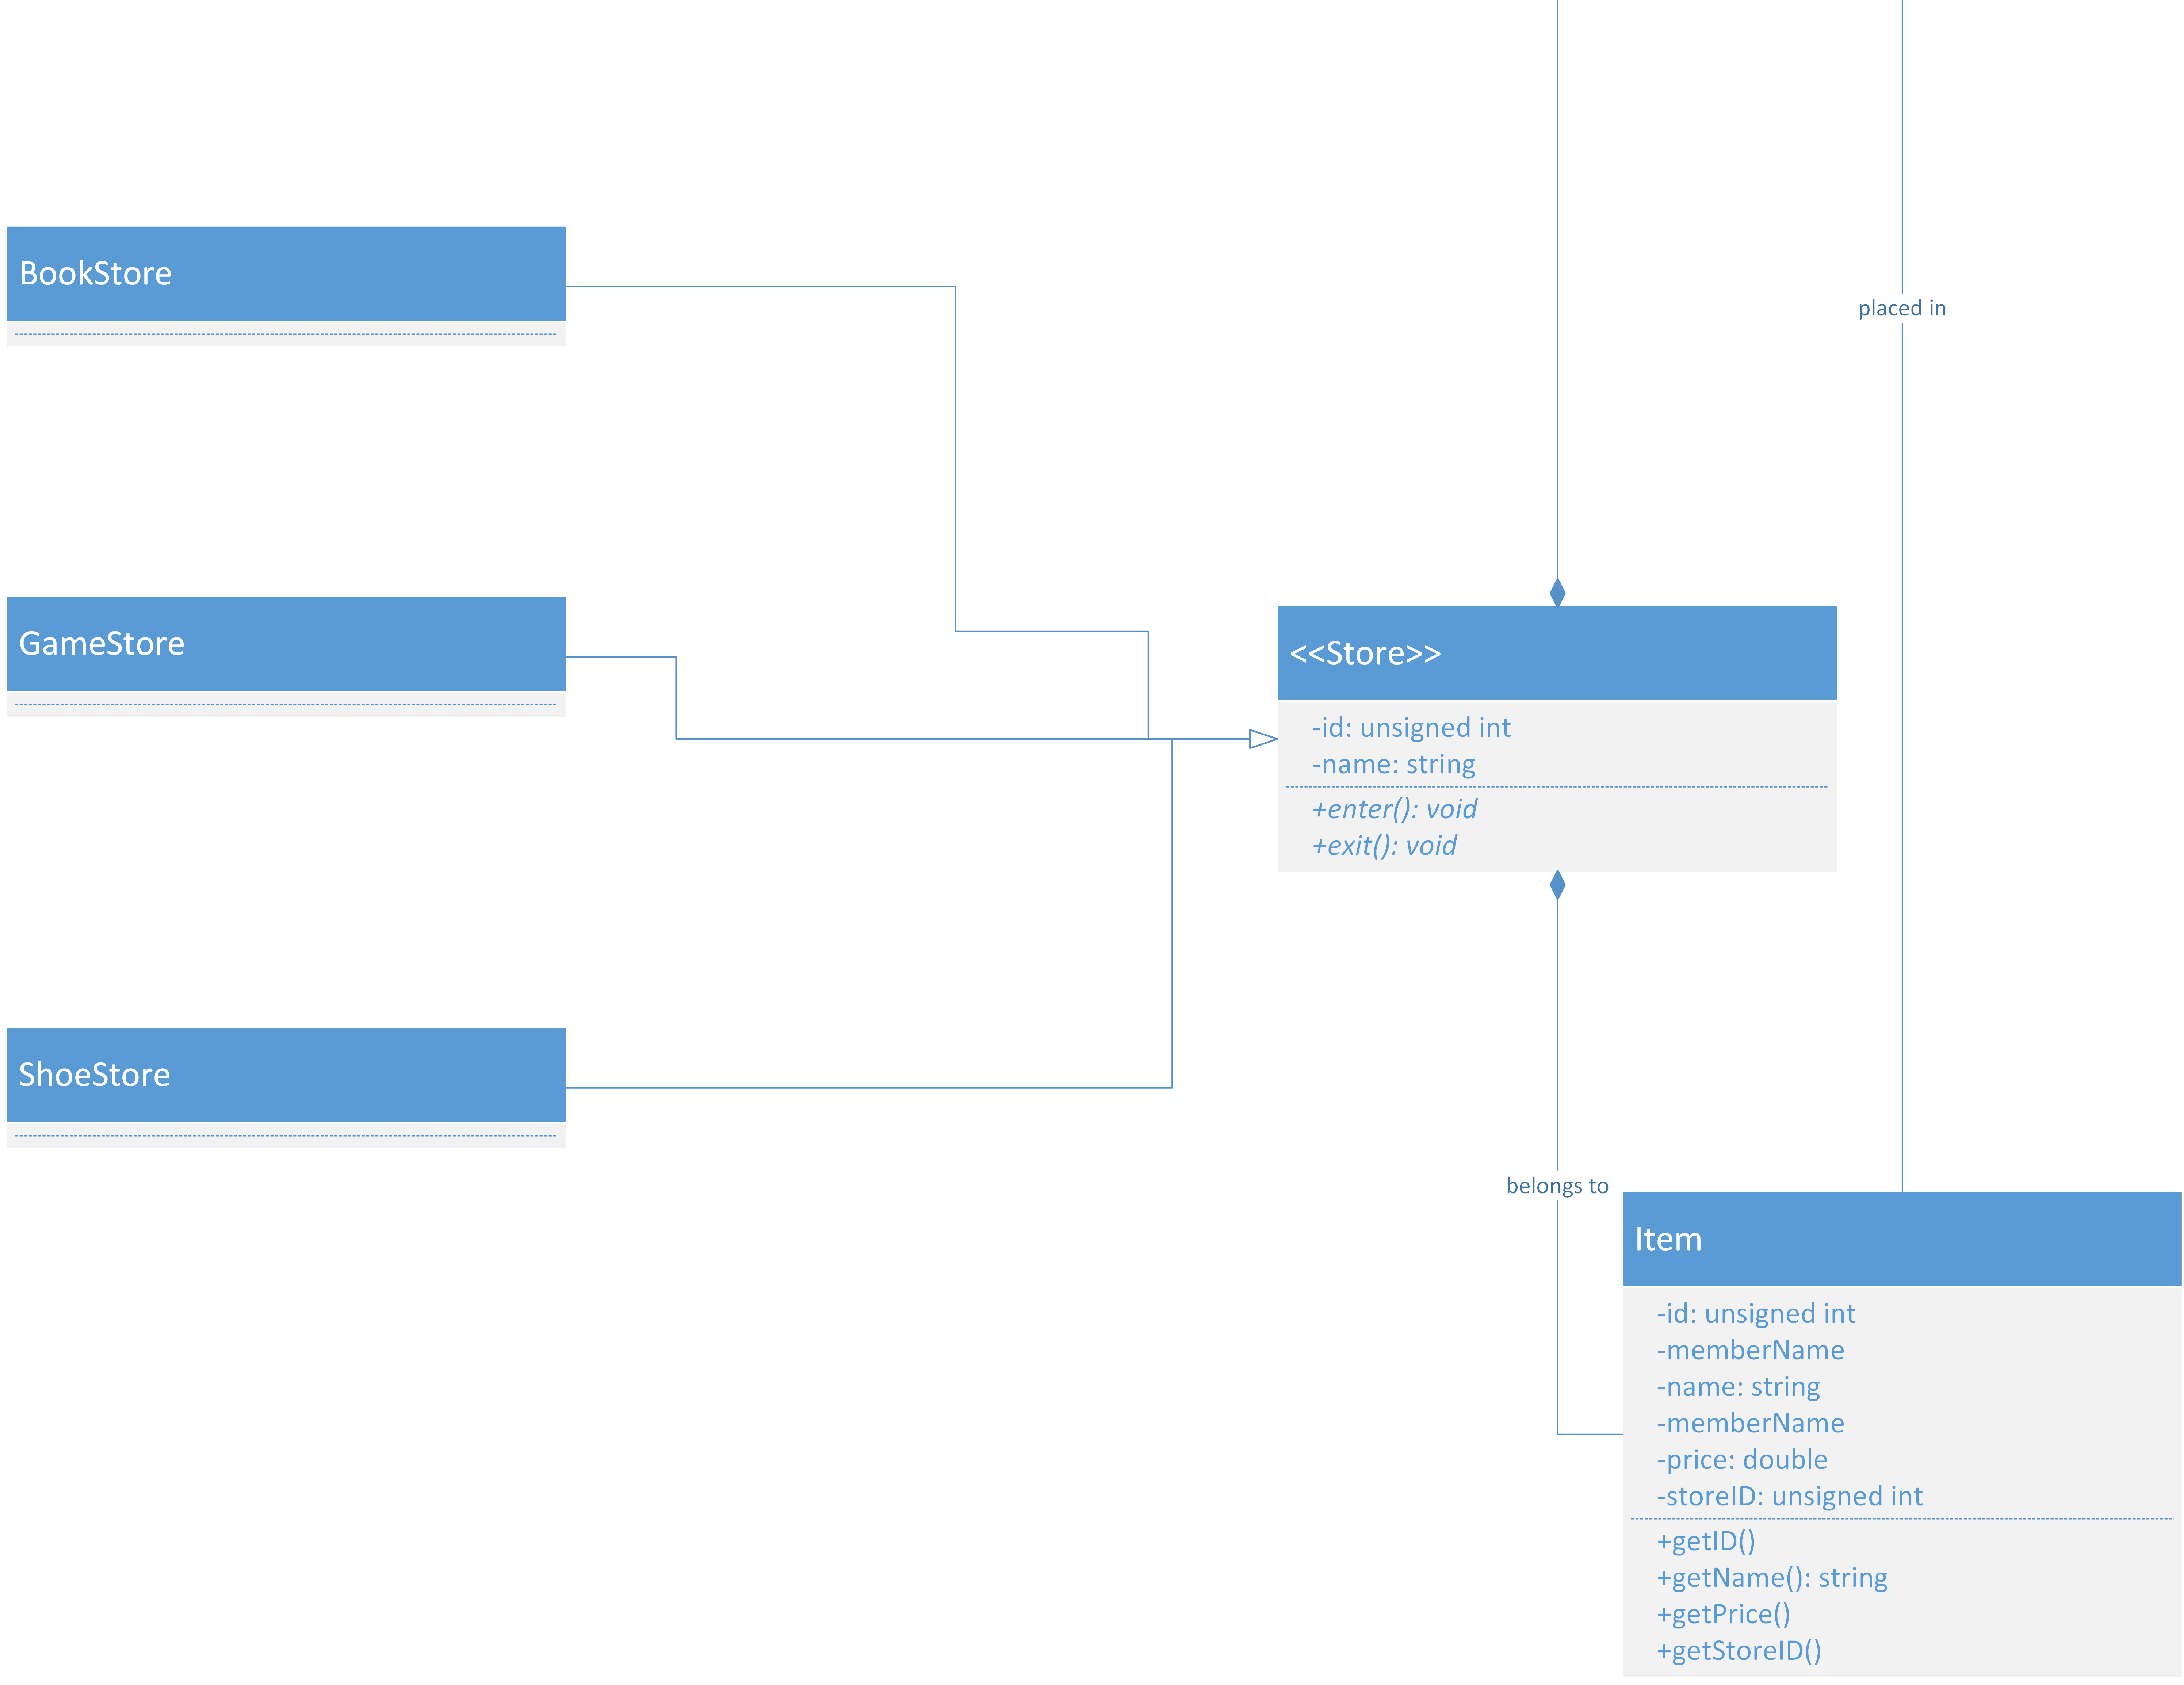 placed in
BookStore
GameStore
<<Store>>
-id: unsigned int
-name: string
+enter(): void
+exit(): void
ShoeStore
belongs to
Item
-id: unsigned int
-memberName
-name: string
-memberName
-price: double
-storeID: unsigned int
+getID()
+getName(): string
+getPrice()
+getStoreID()